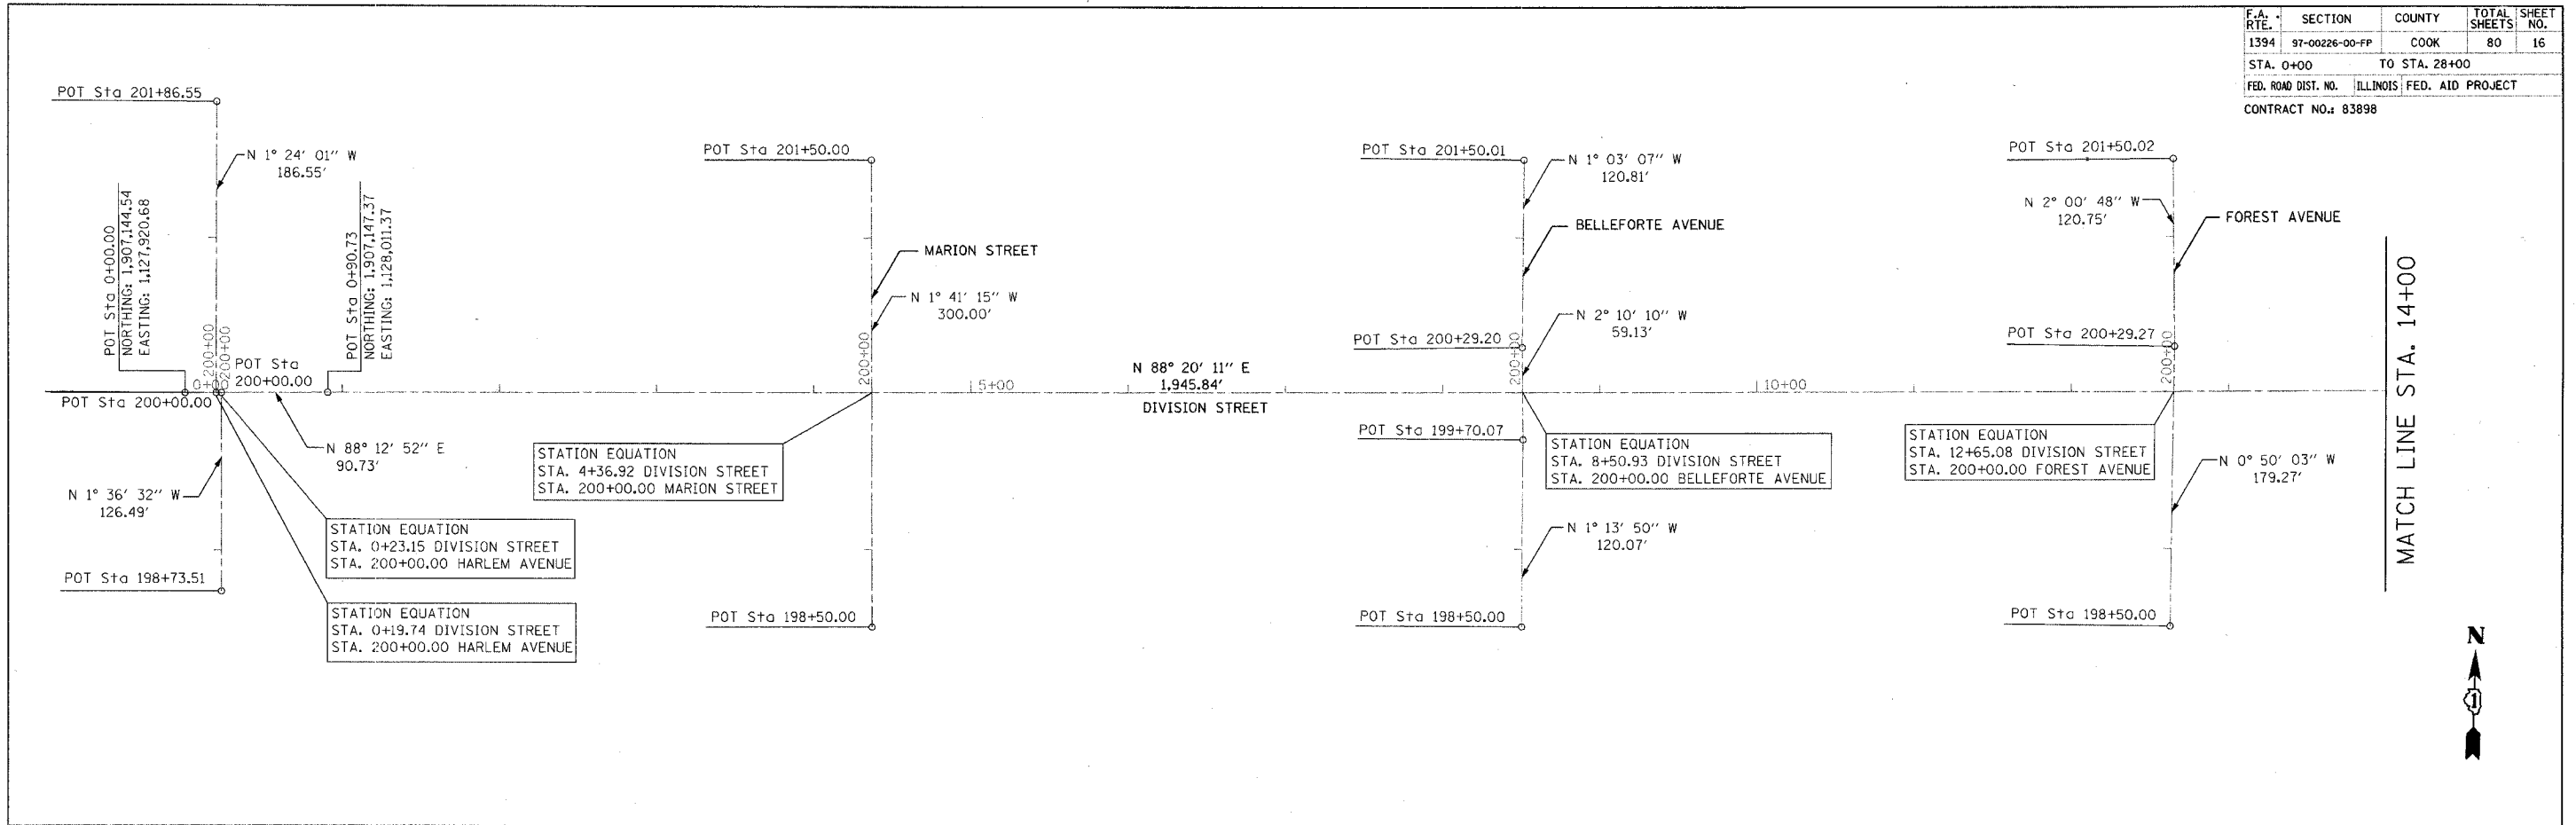 F.A. RTE. SECTION COUNTY TOTAL SHEETS SHEET NO.
1394 97-00226-00-FP COOK 80 16
STA. 0+00 TO STA. 28+00
FED. ROAD DIST. NO. ILLINOIS FED. AID PROJECT
CONTRACT NO.: 83898
POT Sta 201+86.55
N 1° 24' 01" W
186.55'
POT Sta 0+00.00
NORTHING: 1,907,144.54
EASTING: 1,127,920.68
POT Sta 0+90.73
NORTHING: 1,907,147.37
EASTING: 1,128,011.37
200+00
200+00
POT Sta
200+00.00
POT Sta 200+00.00
N 88° 12' 52" E
90.73'
N 1° 36' 32" W
126.49'
POT Sta 198+73.51
STATION EQUATION
STA. 0+23.15 DIVISION STREET
STA. 200+00.00 HARLEM AVENUE
STATION EQUATION
STA. 0+19.74 DIVISION STREET
STA. 200+00.00 HARLEM AVENUE
POT Sta 201+50.00
MARION STREET
N 1° 41' 15" W
300.00'
200+00
5+00
STATION EQUATION
STA. 4+36.92 DIVISION STREET
STA. 200+00.00 MARION STREET
POT Sta 198+50.00
N 88° 20' 11" E
1,945.84'
DIVISION STREET
POT Sta 201+50.01
N 1° 03' 07" W
120.81'
BELLEFORTE AVENUE
N 2° 10' 10" W
59.13'
POT Sta 200+29.20
200+00
10+00
POT Sta 199+70.07
STATION EQUATION
STA. 8+50.93 DIVISION STREET
STA. 200+00.00 BELLEFORTE AVENUE
N 1° 13' 50" W
120.07'
POT Sta 198+50.00
POT Sta 201+50.02
N 2° 00' 48" W
120.75'
FOREST AVENUE
POT Sta 200+29.27
200+00
STATION EQUATION
STA. 12+65.08 DIVISION STREET
STA. 200+00.00 FOREST AVENUE
N 0° 50' 03" W
179.27'
POT Sta 198+50.00
MATCH LINE STA. 14+00
N
1